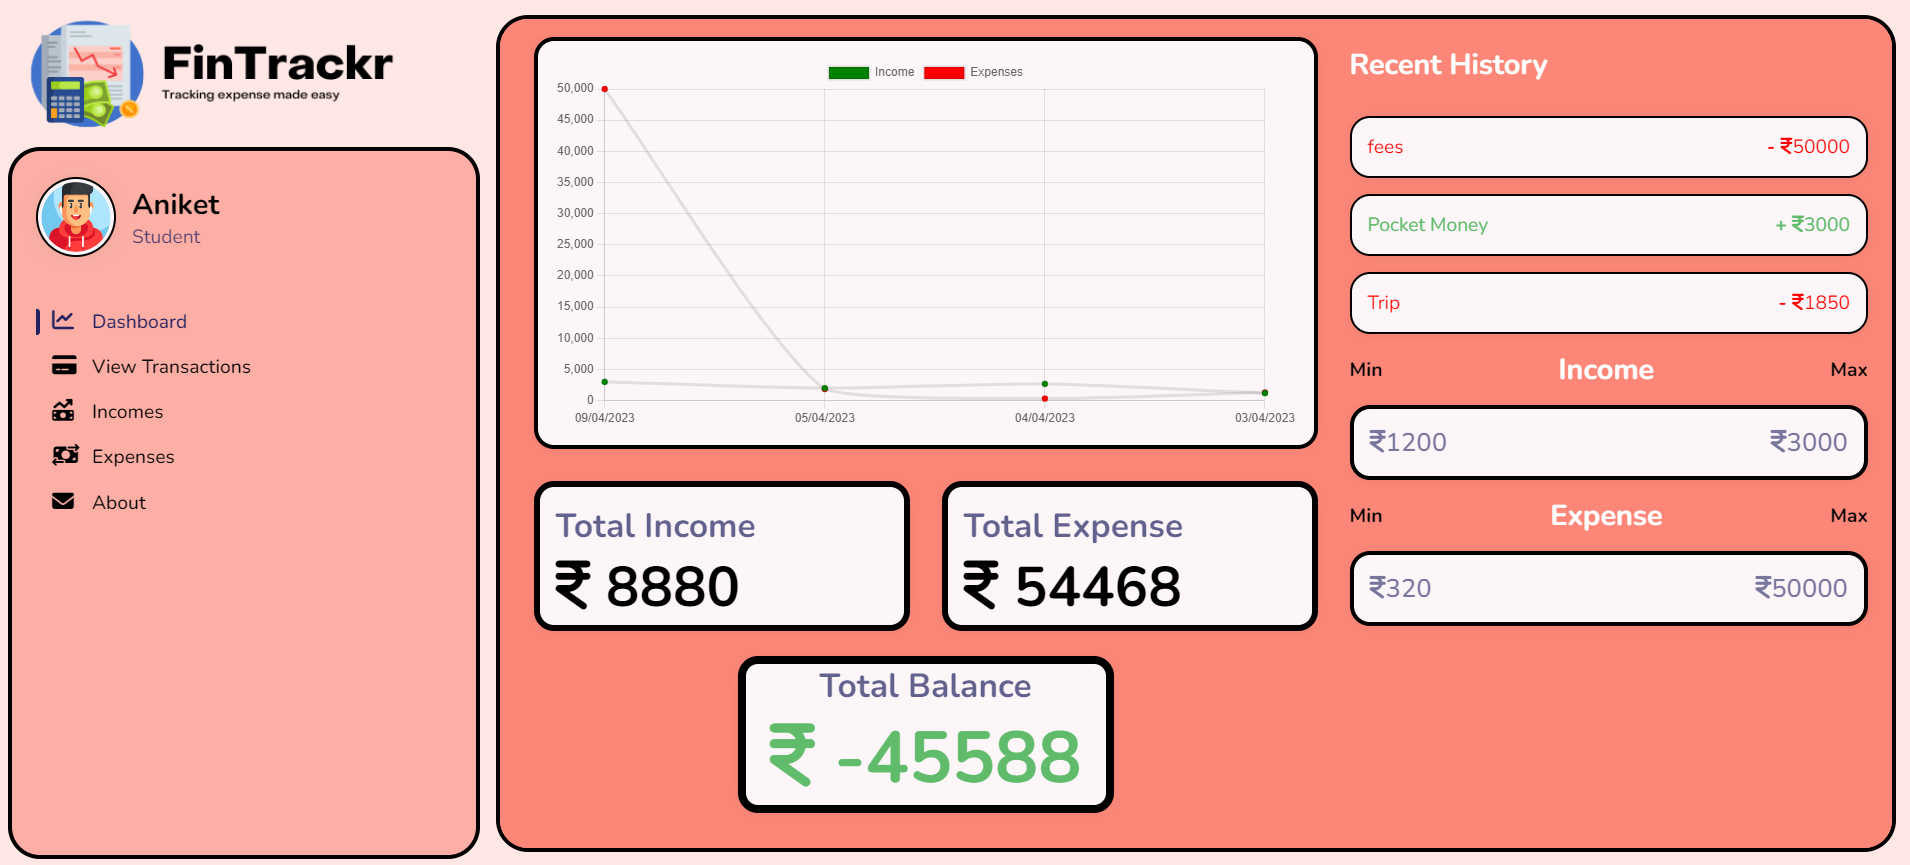 FinTrackr
Tracking expense made easy
Aniket
Student
Dashboard
View Transactions
Incomes
Expenses
About
Income Expenses
50,000
45,000
40,000
35,000
30,000
25,000
20,000
15,000
10,000
5,000
0
09/04/2023 05/04/2023 04/04/2023 03/04/2023
Total Income
₹ 8880
Total Expense
₹ 54468
Total Balance
₹ -45588
Recent History
fees - ₹50000
Pocket Money + ₹3000
Trip - ₹1850
Min Income Max
₹1200 ₹3000
Min Expense Max
₹320 ₹50000